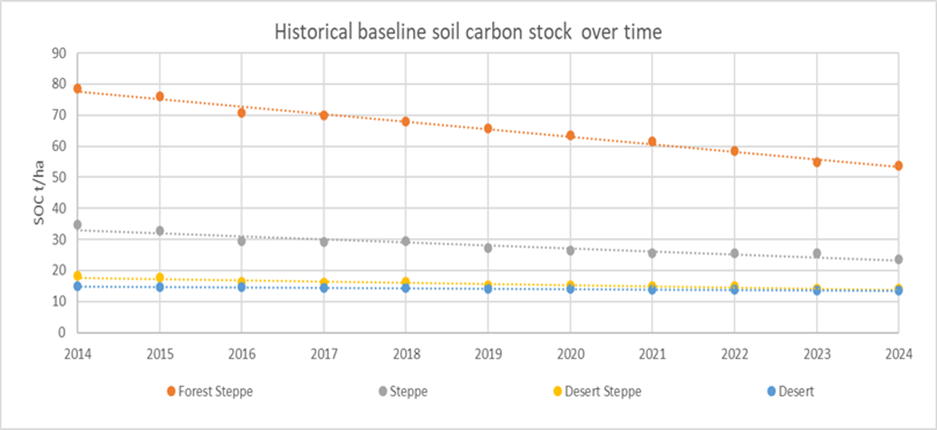 Historical baseline soil carbon stock over time
90
80
70
60
50
40
30
20
10
0
SOC t/ha
2014 2015 2016 2017 2018 2019 2020 2021 2022 2023 2024
Forest Steppe Steppe Desert Steppe Desert